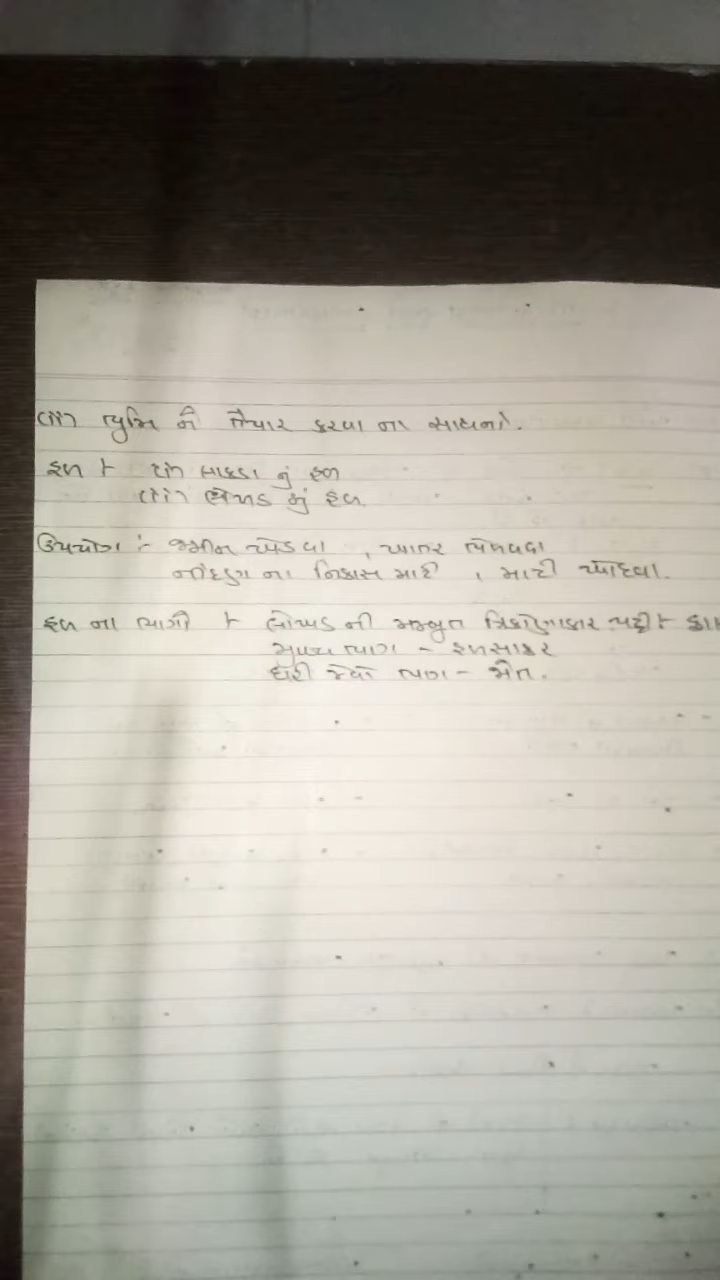 (ii) ભુમિ ને તૈયાર કરવા ના સાધનો.
હળ :- (i) લાકડા નું હળ
(ii) લોખંડ નું હળ.
ઉપયોગ :- જમીન ખેડવા , ખાતર ભેળવવા
નીંદણ ના નિકાસ માટે , માટી ખોદવા.
હળ ના ભાગો :- લોખંડ ની મજબુત ત્રિકોણાકાર પટ્ટી :-
મુખ્ય ભાગ - હળસાકર
ધરી જેવો ભાગ -